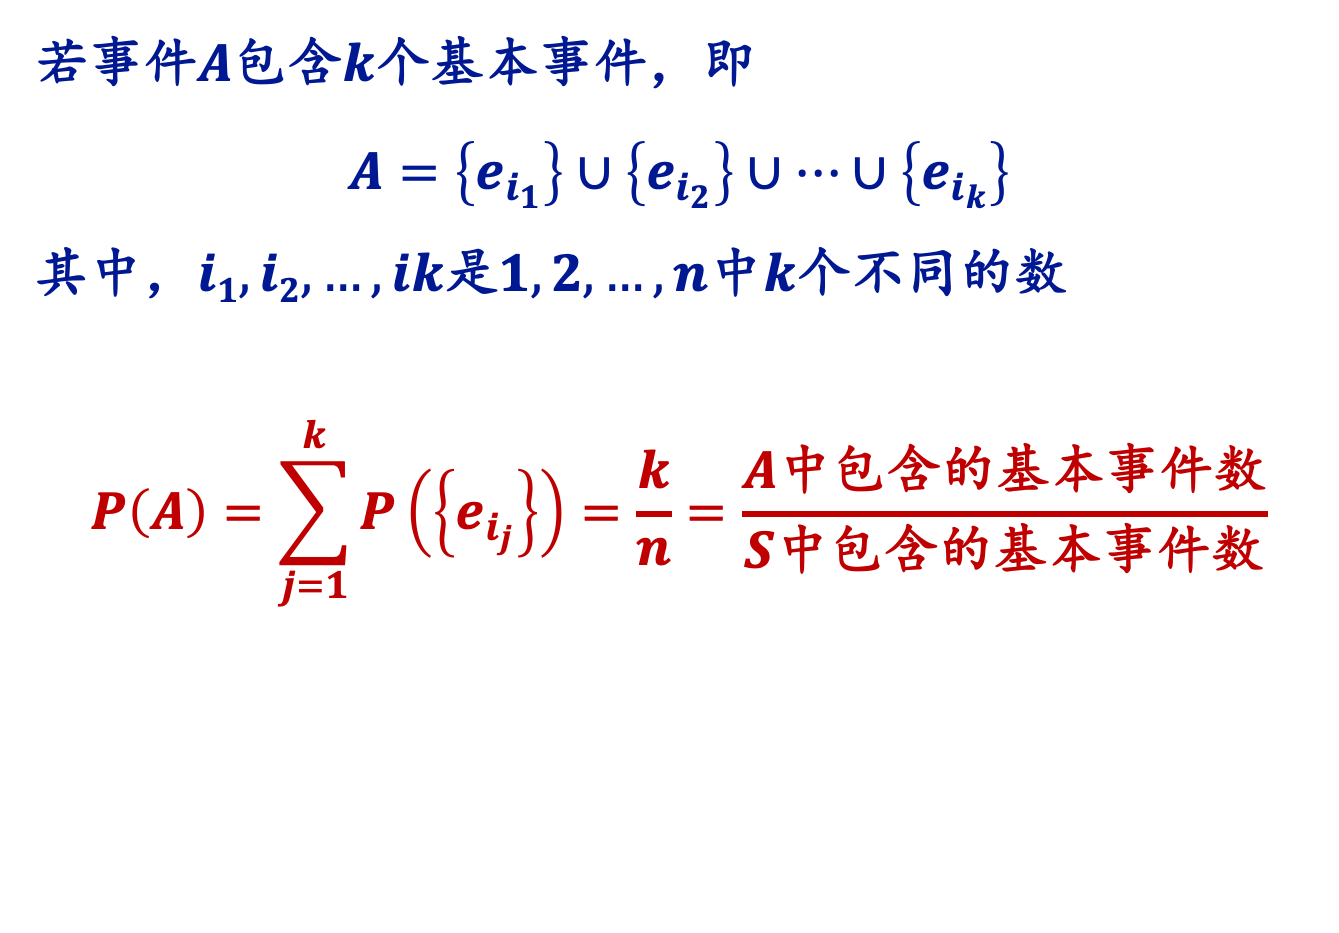 若事件A包含k个基本事件，即
A = {e_{i_1}} ∪ {e_{i_2}} ∪ ⋯ ∪ {e_{i_k}}
其中，i_1, i_2, … , ik是1, 2, … , n中k个不同的数
P(A) = \sum_{j=1}^{k} P({e_{i_j}}) = \frac{k}{n} = \frac{A中包含的基本事件数}{S中包含的基本事件数}